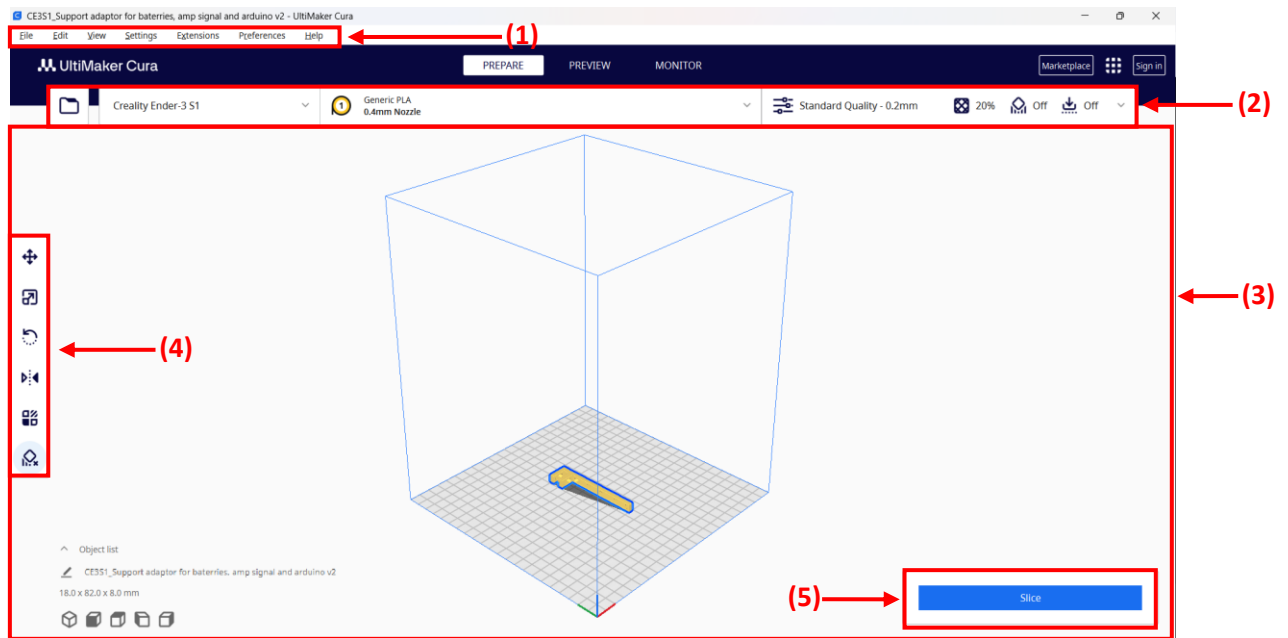 CE3S1_Support adaptor for baterries, amp signal and arduino v2 - UltiMaker Cura
File Edit View Settings Extensions Preferences Help
(1)
UltiMaker Cura
PREPARE PREVIEW MONITOR
Marketplace Sign in
Creality Ender-3 S1
1 Generic PLA
0.4mm Nozzle
Standard Quality - 0.2mm 20% Off Off
(2)
(3)
(4)
Object list
CE3S1_Support adaptor for baterries, amp signal and arduino v2
18.0 x 82.0 x 8.0 mm
(5)
Slice